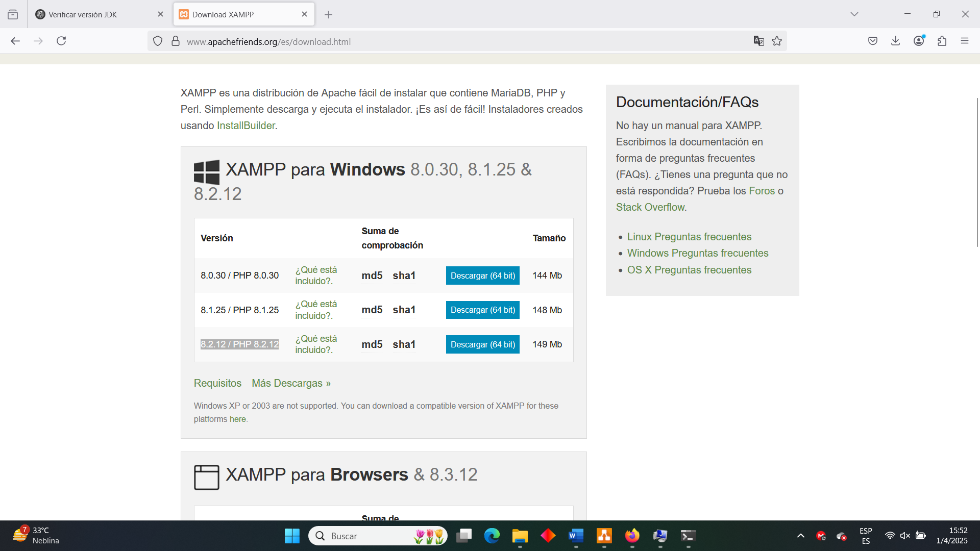 Verificar versión JDK
Download XAMPP
www.apachefriends.org/es/download.html
XAMPP es una distribución de Apache fácil de instalar que contiene MariaDB, PHP y
Perl. Simplemente descarga y ejecuta el instalador. ¡Es así de fácil! Instaladores creados
usando InstallBuilder.
XAMPP para Windows 8.0.30, 8.1.25 &
8.2.12
Versión
Suma de
comprobación
Tamaño
8.0.30 / PHP 8.0.30
¿Qué está
incluido?.
md5 sha1
Descargar (64 bit)
144 Mb
8.1.25 / PHP 8.1.25
¿Qué está
incluido?.
md5 sha1
Descargar (64 bit)
148 Mb
8.2.12 / PHP 8.2.12
¿Qué está
incluido?.
md5 sha1
Descargar (64 bit)
149 Mb
Requisitos Más Descargas »
Windows XP or 2003 are not supported. You can download a compatible version of XAMPP for these
platforms here.
XAMPP para Browsers & 8.3.12
Suma de
Documentación/FAQs
No hay un manual para XAMPP.
Escribimos la documentación en
forma de preguntas frecuentes
(FAQs). ¿Tienes una pregunta que no
está respondida? Prueba los Foros o
Stack Overflow.
Linux Preguntas frecuentes
Windows Preguntas frecuentes
OS X Preguntas frecuentes
7
33°C
Neblina
Buscar
ESP
ES
15:52
1/4/2025